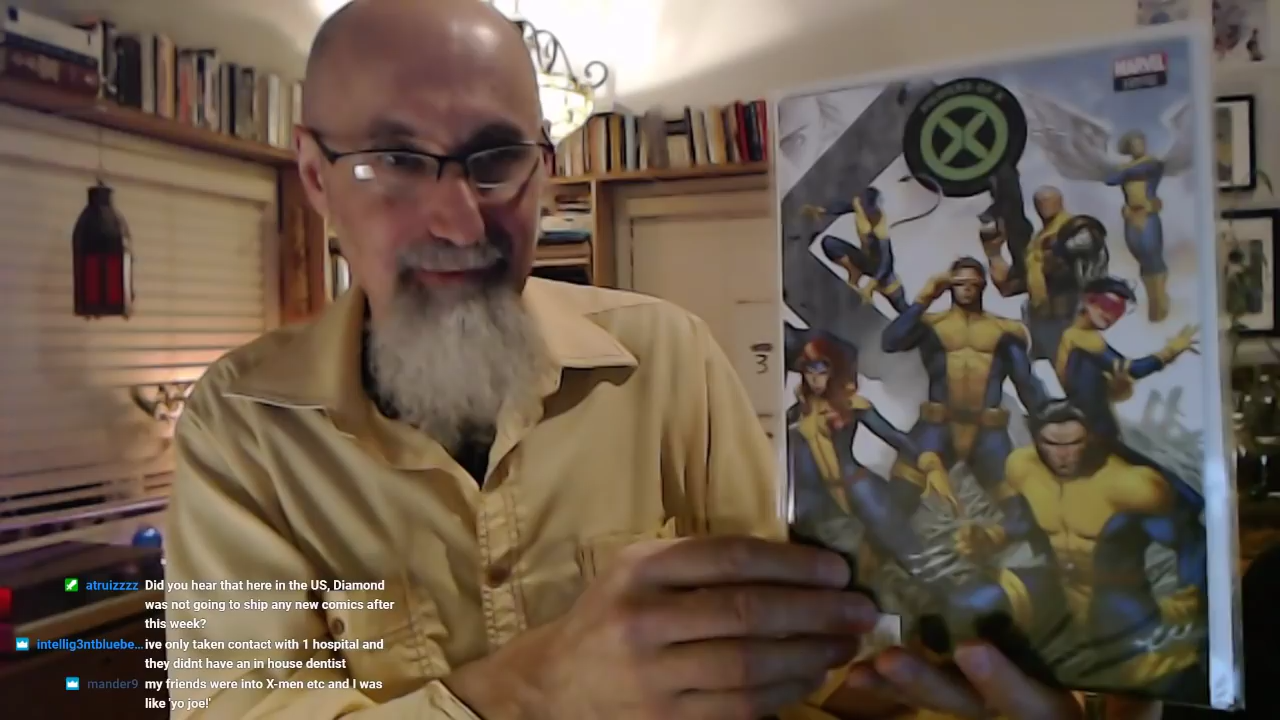 MARVEL
POWERS OF X
X
3
atruizzzz Did you hear that here in the US, Diamond
was not going to ship any new comics after
this week?
intellig3ntbluebe... ive only taken contact with 1 hospital and
they didnt have an in house dentist
mander9 my friends were into X-men etc and I was
like 'yo joe!'